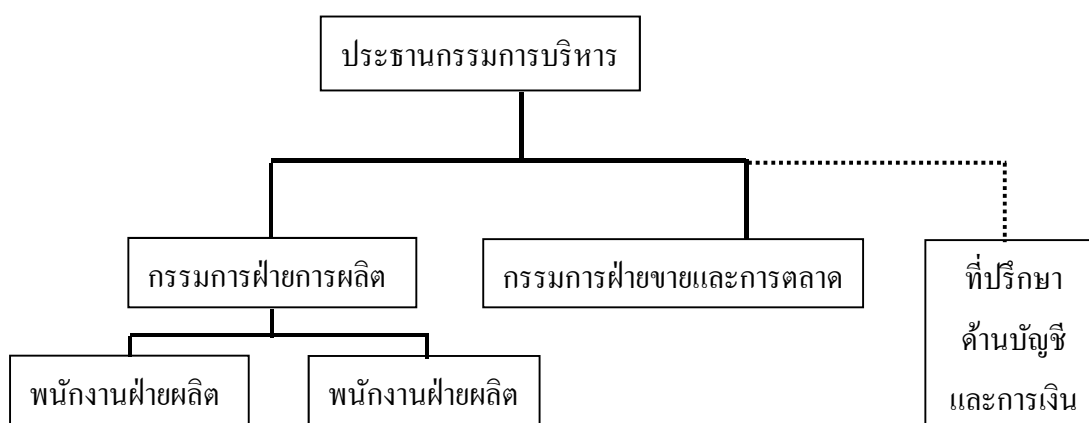 ประธานกรรมการบริหาร
กรรมการฝ่ายการผลิต
กรรมการฝ่ายขายและการตลาด
ที่ปรึกษา
ด้านบัญชี
และการเงิน
พนักงานฝ่ายผลิต
พนักงานฝ่ายผลิต